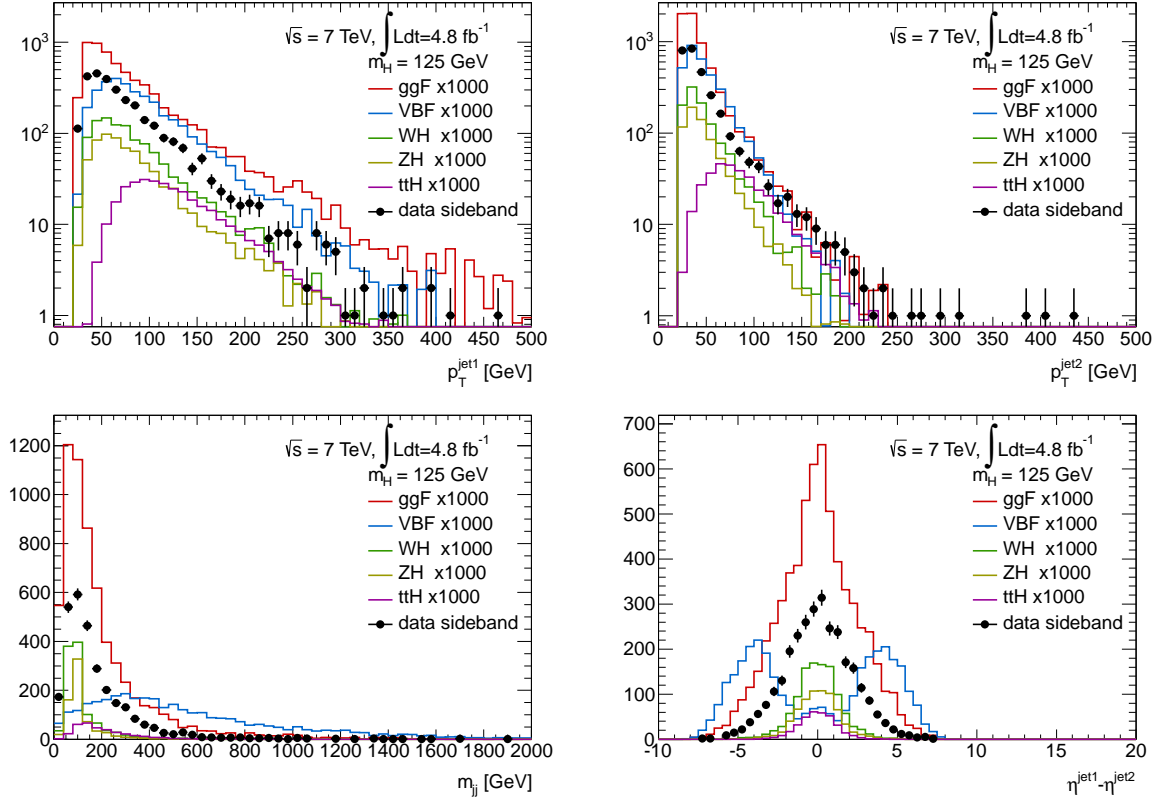 √s = 7 TeV, ∫Ldt=4.8 fb⁻¹
m_H = 125 GeV
ggF x1000
VBF x1000
WH x1000
ZH x1000
ttH x1000
data sideband
10³
10²
10
1
0 50 100 150 200 250 300 350 400 450 500
p_T^jet1 [GeV]
√s = 7 TeV, ∫Ldt=4.8 fb⁻¹
m_H = 125 GeV
ggF x1000
VBF x1000
WH x1000
ZH x1000
ttH x1000
data sideband
10³
10²
10
1
0 50 100 150 200 250 300 350 400 450 500
p_T^jet2 [GeV]
√s = 7 TeV, ∫Ldt=4.8 fb⁻¹
m_H = 125 GeV
ggF x1000
VBF x1000
WH x1000
ZH x1000
ttH x1000
data sideband
1200
1000
800
600
400
200
0
0 200 400 600 800 1000 1200 1400 1600 1800 2000
m_jj [GeV]
√s = 7 TeV, ∫Ldt=4.8 fb⁻¹
m_H = 125 GeV
ggF x1000
VBF x1000
WH x1000
ZH x1000
ttH x1000
data sideband
700
600
500
400
300
200
100
0
-10 -5 0 5 10 15 20
η^jet1-η^jet2